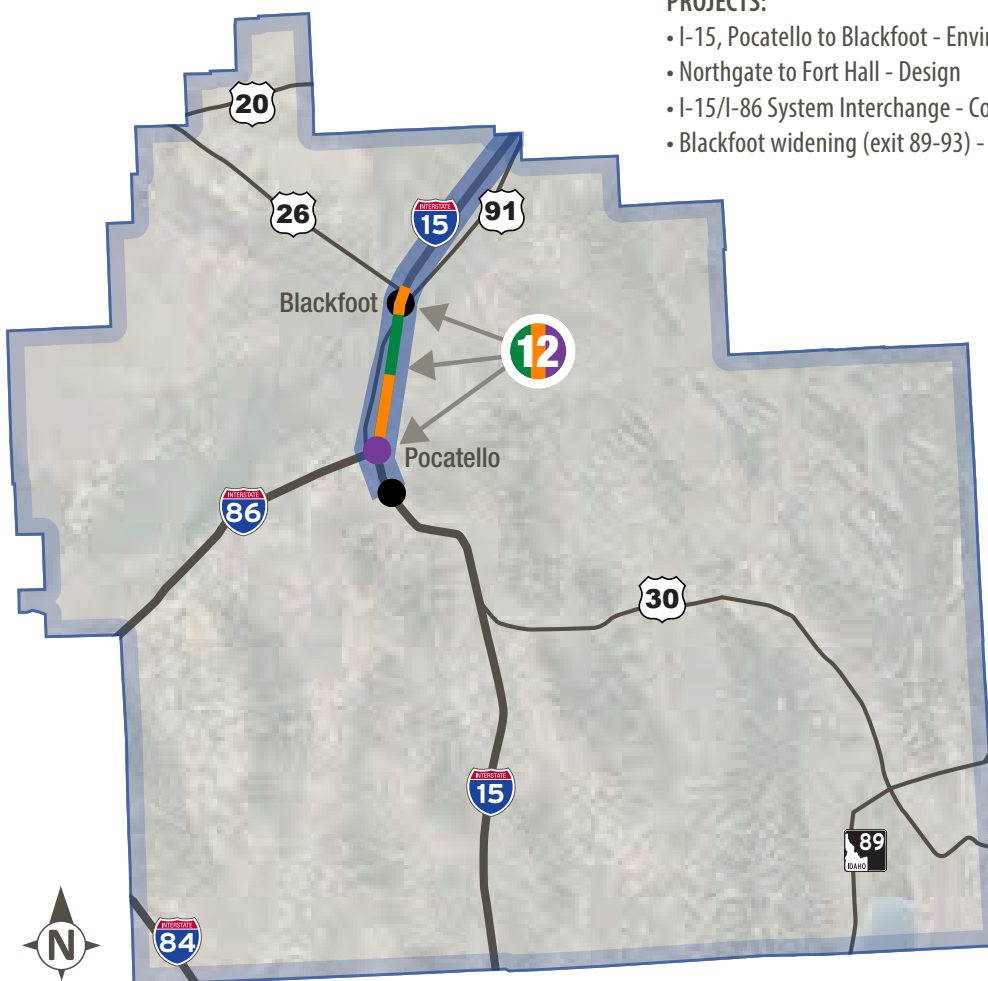 PROJECTS:
• I-15, Pocatello to Blackfoot - Envi
• Northgate to Fort Hall - Design
• I-15/I-86 System Interchange - Co
• Blackfoot widening (exit 89-93) -
20
26
INTERSTATE
15
91
Blackfoot
12
Pocatello
INTERSTATE
86
30
INTERSTATE
15
89
IDAHO
N
INTERSTATE
84